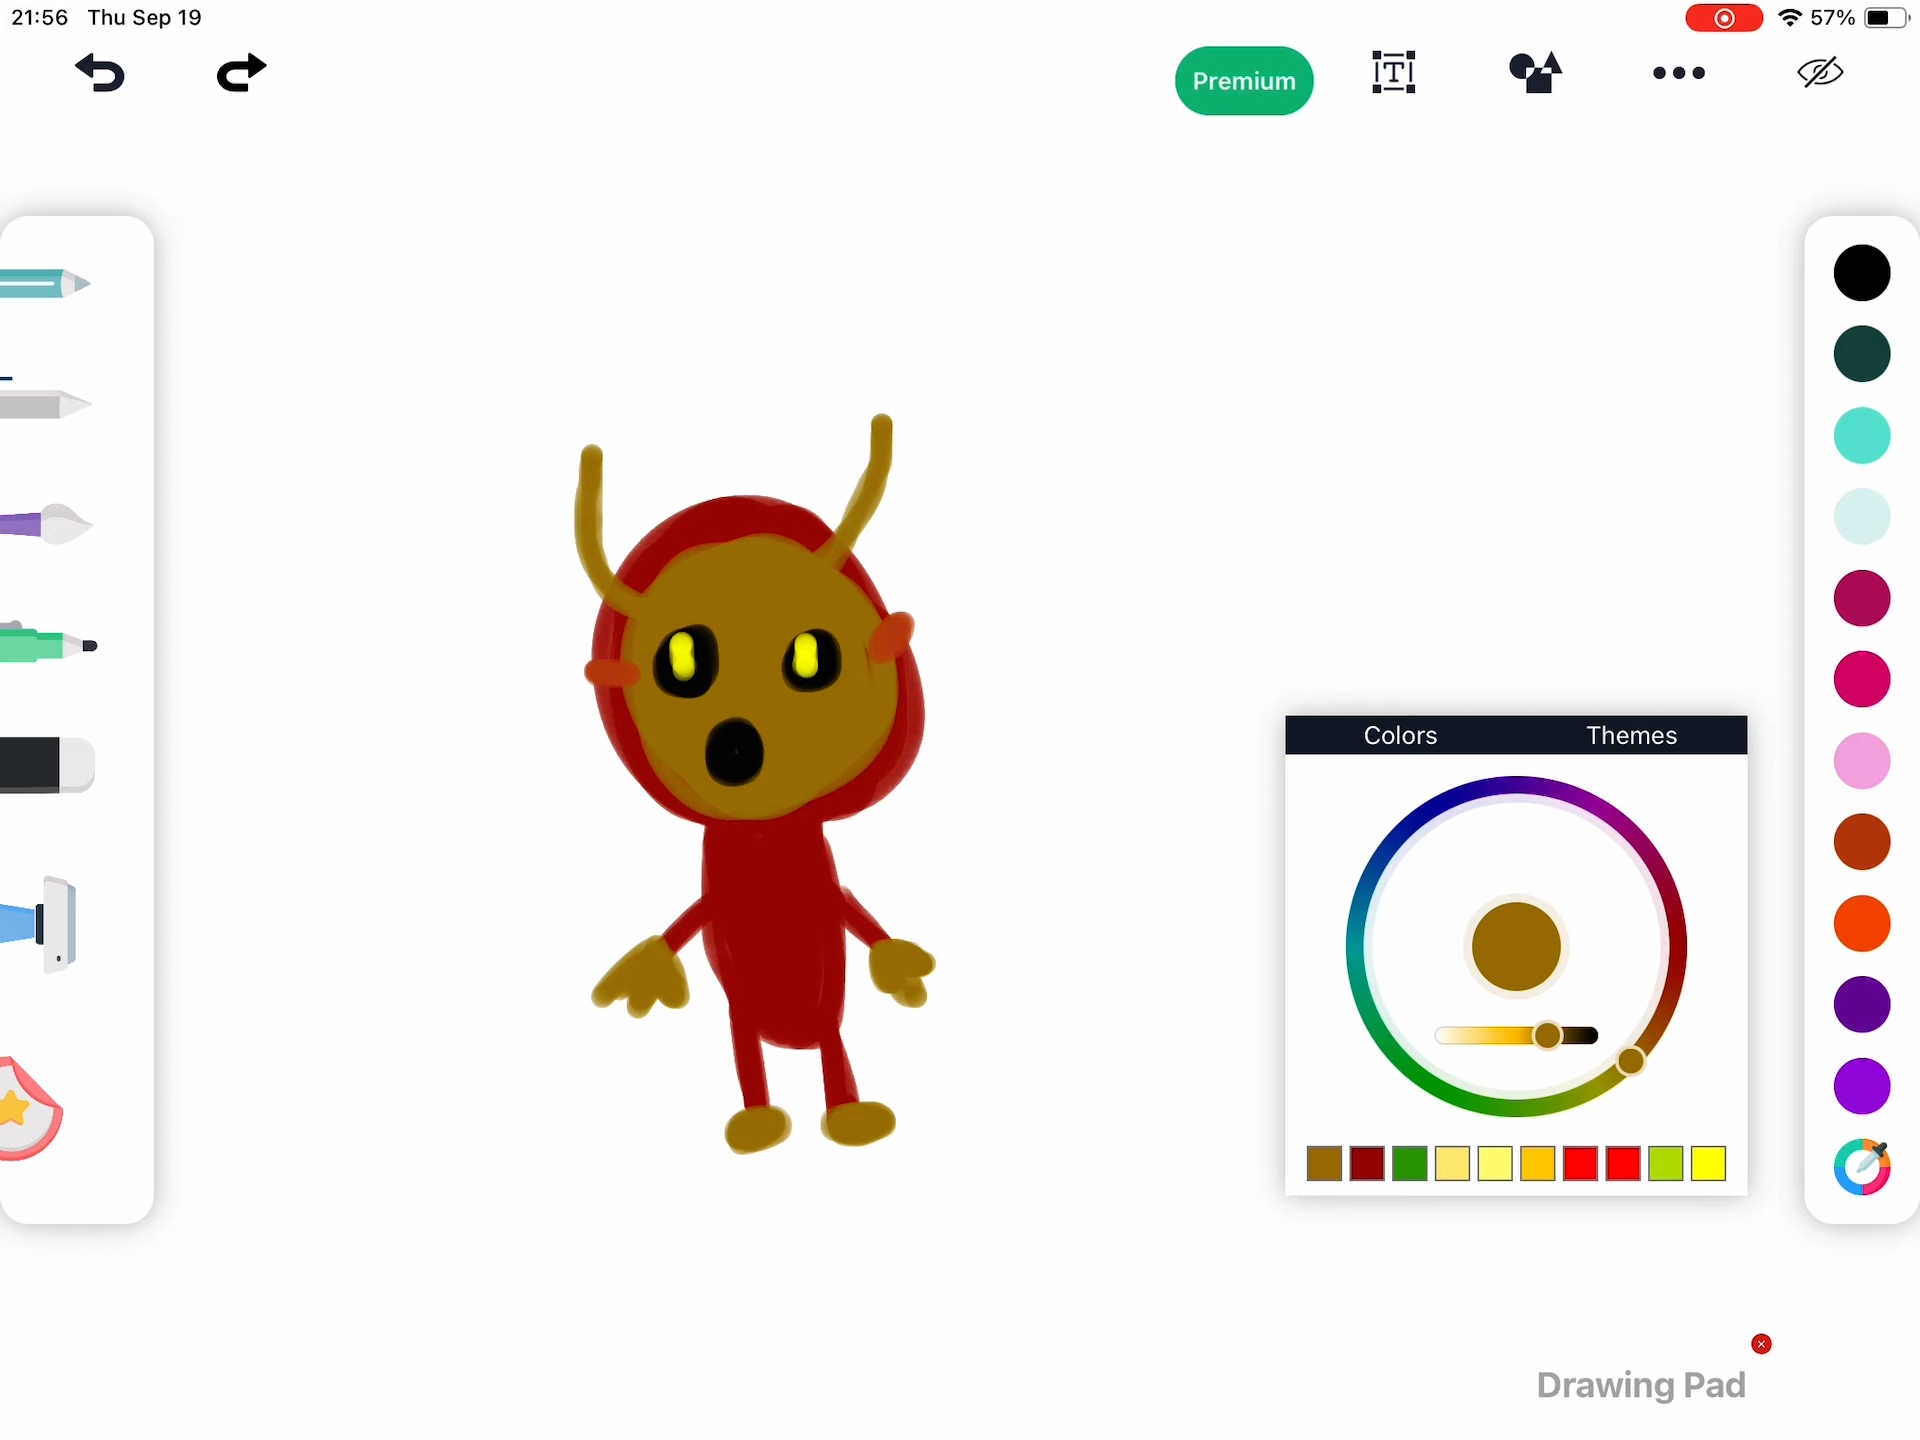 21:56 Thu Sep 19
57%
Premium
T
Colors Themes
Drawing Pad